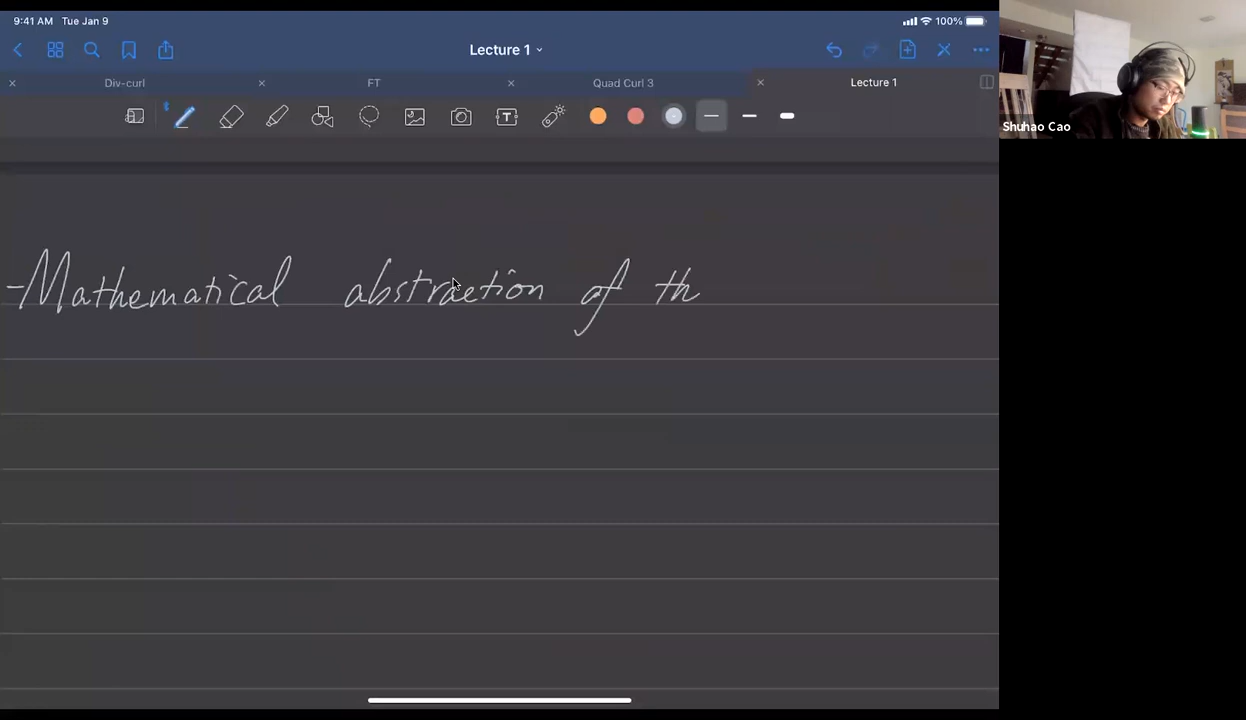 9:41 AM Tue Jan 9
100%
Lecture 1
Div-curl
FT
Quad Curl 3
Lecture 1
T
Shuhao Cao
-Mathematical abstraction of th